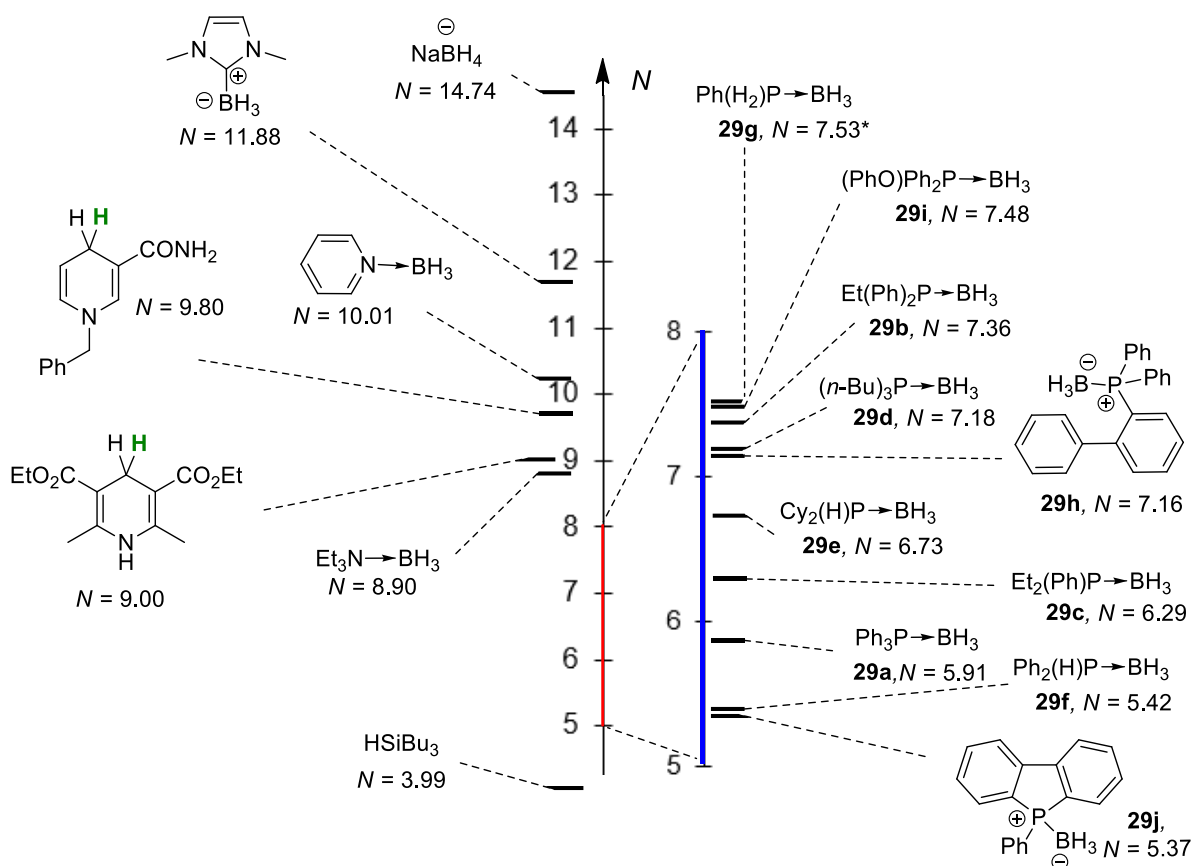 N
N
⊕
⊖ BH3
N = 11.88
⊖
NaBH4
N = 14.74
H H
CONH2
N
Ph
N = 9.80
N
BH3
N = 10.01
H H
EtO2C
CO2Et
N
H
N = 9.00
Et3N→BH3
N = 8.90
HSiBu3
N = 3.99
N
14
13
12
11
10
9
8
7
6
5
8
7
6
5
Ph(H2)P→BH3
29g, N = 7.53*
(PhO)Ph2P→BH3
29i, N = 7.48
Et(Ph)2P→BH3
29b, N = 7.36
(n-Bu)3P→BH3
29d, N = 7.18
⊖
H3B
P
⊕
Ph
Ph
29h, N = 7.16
Cy2(H)P→BH3
29e, N = 6.73
Et2(Ph)P→BH3
29c, N = 6.29
Ph3P→BH3
29a,N = 5.91
Ph2(H)P→BH3
29f, N = 5.42
⊕
P
Ph
BH3
⊖
29j,
N = 5.37